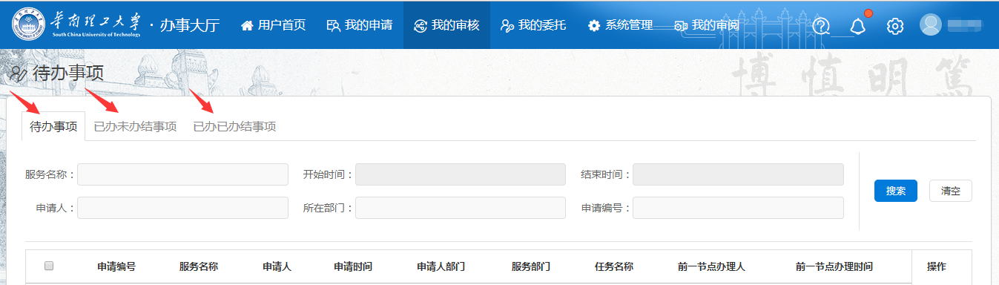 华南理工大学
South China University of Technology
· 办事大厅
用户首页
我的申请
我的审核
我的委托
系统管理
我的审阅
待办事项
博 慎 明 篤
待办事项
已办未办结事项
已办已办结事项
服务名称：
开始时间：
结束时间：
搜索
清空
申请人：
所在部门：
申请编号：
申请编号 服务名称 申请人 申请时间 申请人部门 服务部门 任务名称 前一节点办理人 前一节点办理时间 操作